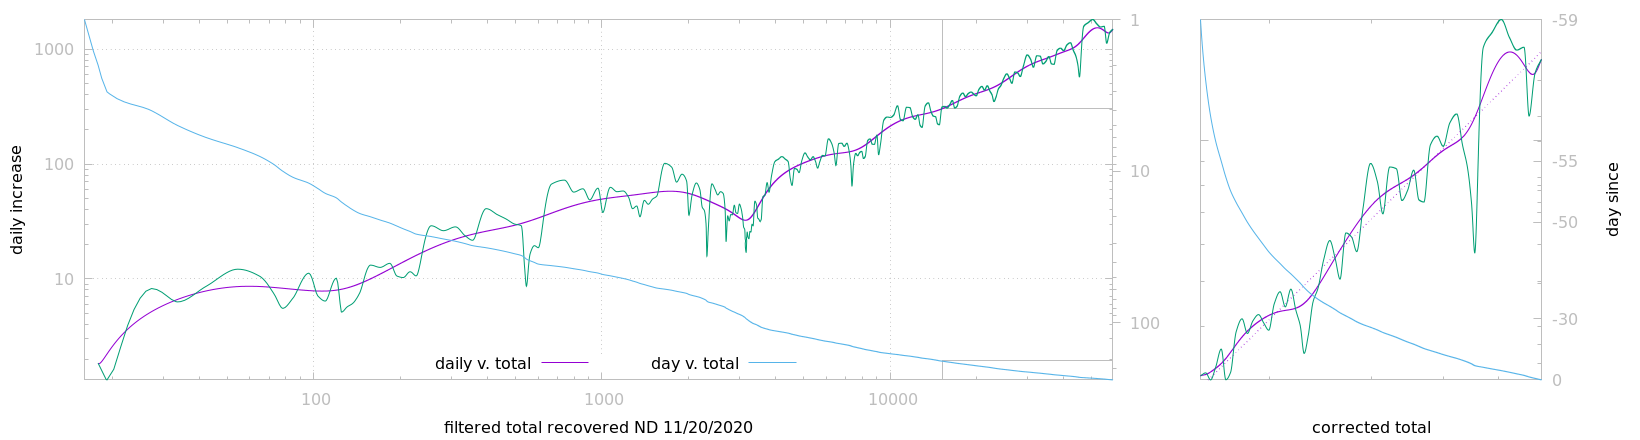 daily increase
1000
100
10
daily v. total
day v. total
100
1000
10000
filtered total recovered ND 11/20/2020
1
10
100
-59
-55
-50
-30
0
day since
corrected total